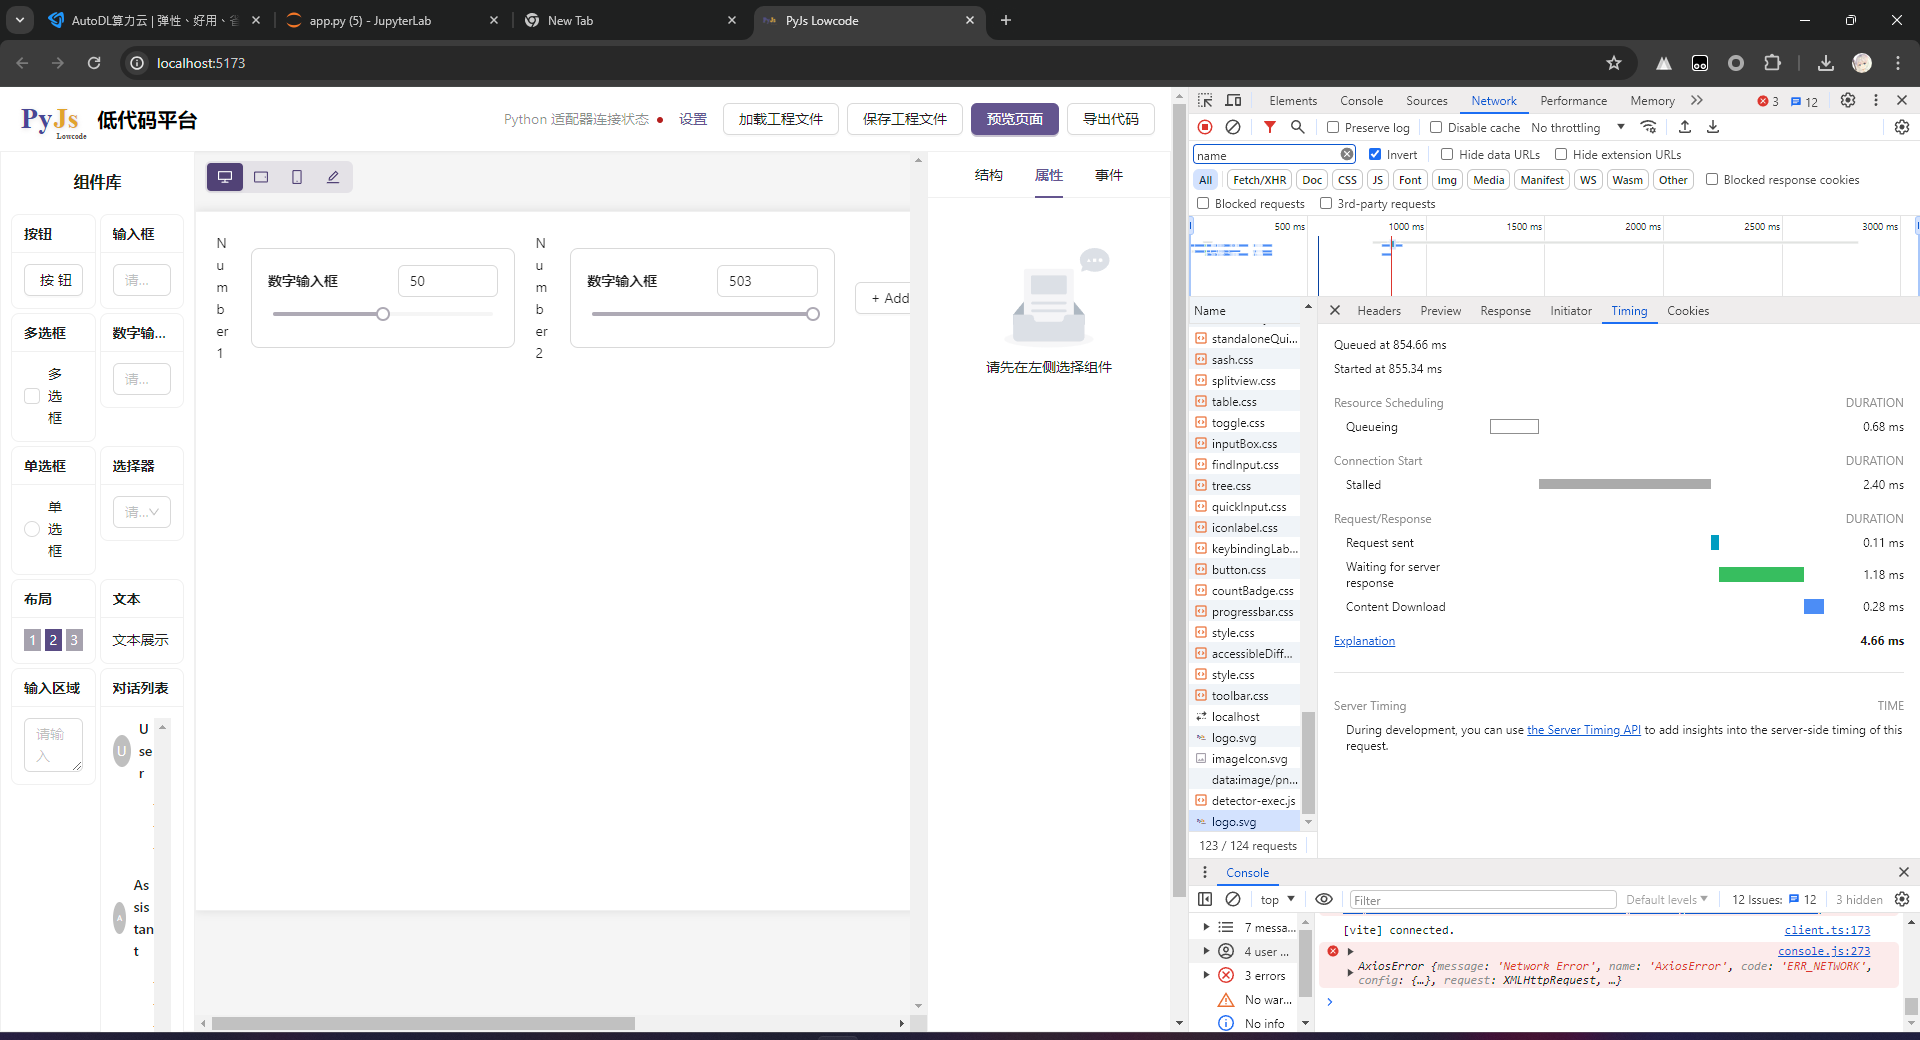 AutoDL算力云 | 弹性、好用、省
app.py (5) - JupyterLab
New Tab
PyJs Lowcode
localhost:5173
PyJs Lowcode
低代码平台
Python 适配器连接状态
设置
加载工程文件
保存工程文件
预览页面
导出代码
组件库
按钮
输入框
按 钮
请...
多选框
数字输...
多选框
请...
单选框
选择器
单选框
请...
布局
文本
1 2 3
文本展示
输入区域
对话列表
请输入
U
User
A
Assistant
Number1
数字输入框
50
Number2
数字输入框
503
+ Add
结构
属性
事件
请先在左侧选择组件
Elements
Console
Sources
Network
Performance
Memory
3
12
Preserve log
Disable cache
No throttling
name
Invert
Hide data URLs
Hide extension URLs
All
Fetch/XHR
Doc
CSS
JS
Font
Img
Media
Manifest
WS
Wasm
Other
Blocked response cookies
Blocked requests
3rd-party requests
500 ms
1000 ms
1500 ms
2000 ms
2500 ms
3000 ms
Name
standaloneQui...
sash.css
splitview.css
table.css
toggle.css
inputBox.css
findInput.css
tree.css
quickInput.css
iconlabel.css
keybindingLab...
button.css
countBadge.css
progressbar.css
style.css
accessibleDiff...
style.css
toolbar.css
localhost
logo.svg
imageIcon.svg
data:image/pn...
detector-exec.js
logo.svg
123 / 124 requests
Headers
Preview
Response
Initiator
Timing
Cookies
Queued at 854.66 ms
Started at 855.34 ms
Resource Scheduling
DURATION
Queueing
0.68 ms
Connection Start
DURATION
Stalled
2.40 ms
Request/Response
DURATION
Request sent
0.11 ms
Waiting for server
response
1.18 ms
Content Download
0.28 ms
Explanation
4.66 ms
Server Timing
TIME
During development, you can use the Server Timing API to add insights into the server-side timing of this
request.
Console
top
Filter
Default levels
12 Issues:
12
3 hidden
7 messa...
4 user ...
3 errors
No war...
No info
[vite] connected.
client.ts:173
console.js:273
AxiosError {message: 'Network Error', name: 'AxiosError', code: 'ERR_NETWORK',
config: {…}, request: XMLHttpRequest, …}